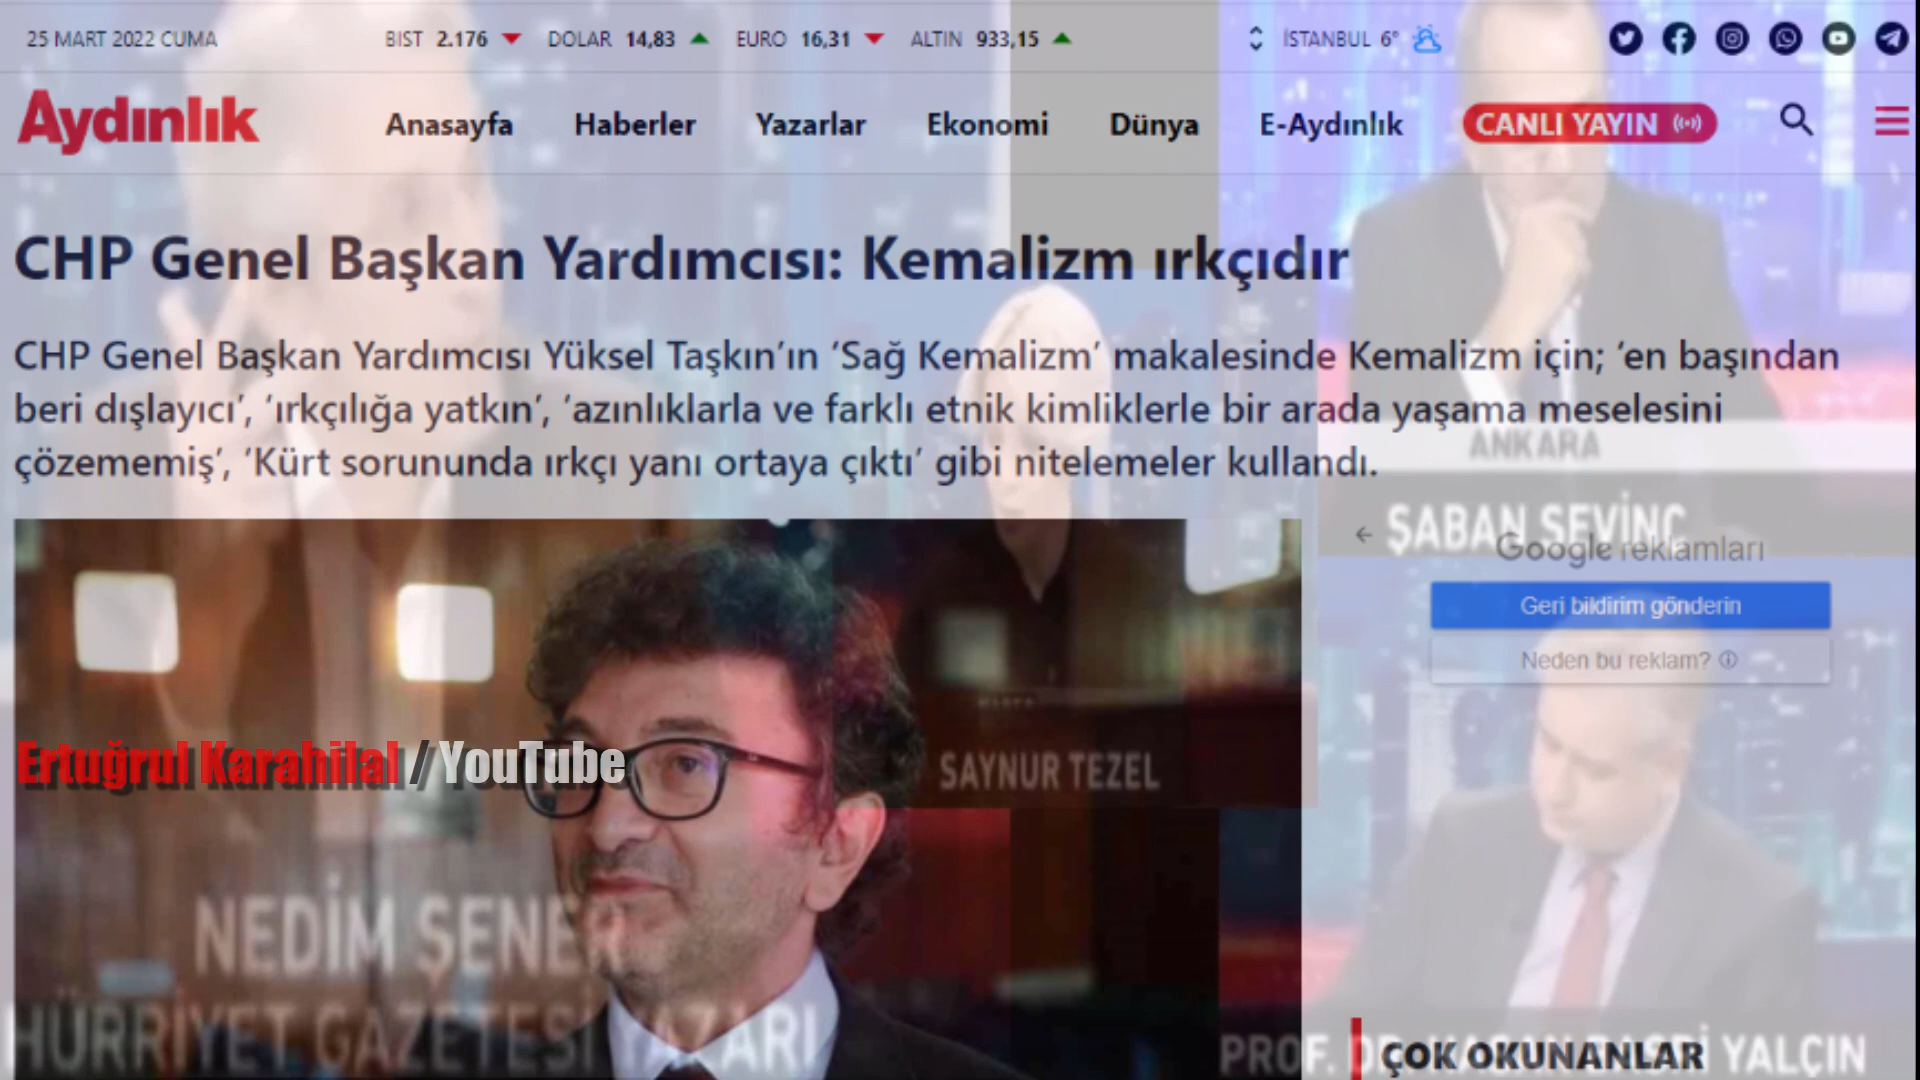 25 MART 2022 CUMA
BIST 2.176 DOLAR 14,83 EURO 16,31 ALTIN 933,15 İSTANBUL 6°
Aydınlık Anasayfa Haberler Yazarlar Ekonomi Dünya E-Aydınlık CANLI YAYIN
CHP Genel Başkan Yardımcısı: Kemalizm ırkçıdır
CHP Genel Başkan Yardımcısı Yüksel Taşkın’ın ‘Sağ Kemalizm’ makalesinde Kemalizm için; ‘en başından
beri dışlayıcı’, ‘ırkçılığa yatkın’, ‘azınlıklarla ve farklı etnik kimliklerle bir arada yaşama meselesini
çözememiş’, ‘Kürt sorununda ırkçı yanı ortaya çıktı’ gibi nitelemeler kullandı.
ANKARA
ŞABAN SEVİNÇ
Google reklamları
Geri bildirim gönderin
Neden bu reklam?
Ertuğrul Karahilal / YouTube
SAYNUR TEZEL
NEDİM ŞENER
HÜRRİYET GAZETESİ YAZARI
PROF. YALÇIN
ÇOK OKUNANLAR